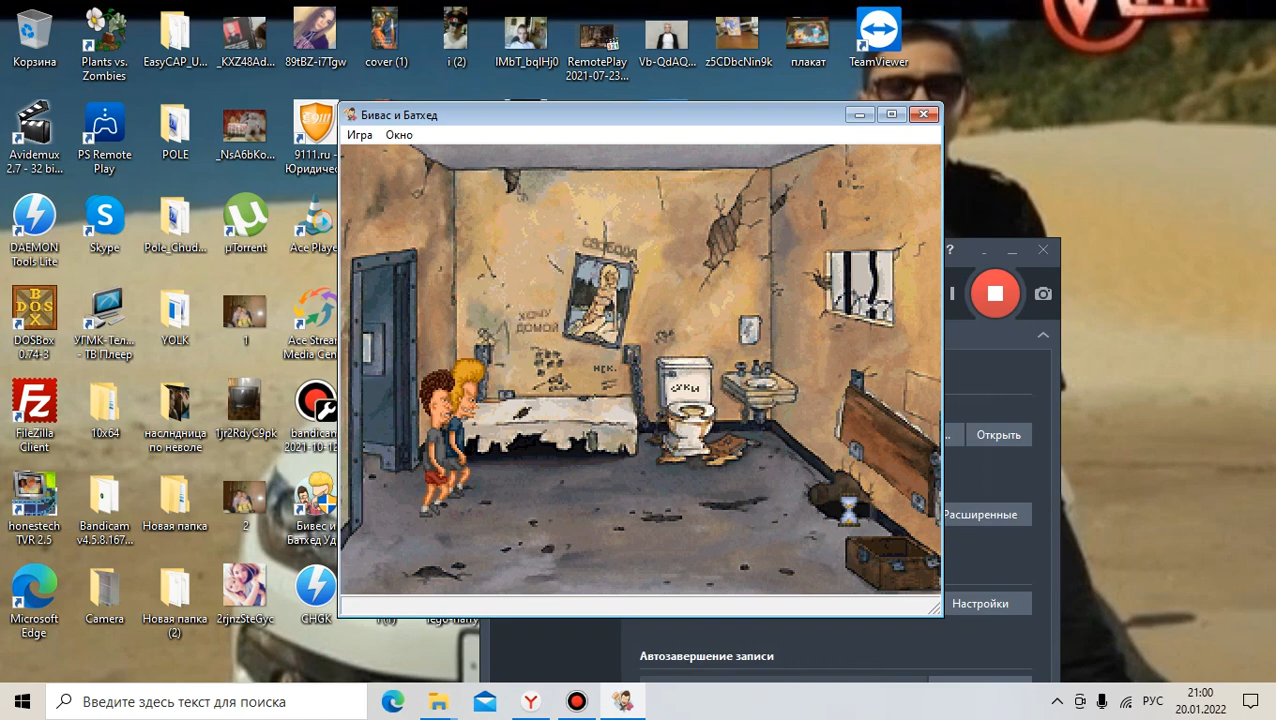 Корзина
Plants vs.
Zombies
EasyCAP_U...
_KXZ48Ad...
89tBZ-i7Tgw
cover (1)
i (2)
IMbT_bqIHj0
RemotePlay
2021-07-23...
Vb-QdAQ...
z5CDbcNin9k
плакат
TeamViewer
Avidemux
2.7 - 32 bi...
PS Remote
Play
POLE
_NsA6bKo...
9111.ru -
Юридичес
Бивас и Батхед
Игра
Окно
СВОБОДА
ХОЧУ
ДОМОЙ
DAEMON
Tools Lite
Skype
Pole_Chud...
µTorrent
Ace Player
DOSBox
0.74-3
УГМК-Тел...
- ТВ Плеер
YOLK
1
Ace Stream
Media Cen
FileZilla
Client
10x64
наслндница
по неволе
1jr2RdyC9pk
bandicam
2021-10-1
Открыть
honestech
TVR 2.5
Bandicam
v4.5.8.167...
Новая папка
2
Бивес и
Батхед Уд
Расширенные
Microsoft
Edge
Camera
Новая папка
(2)
2rjnzSteGyc
CHGK
Настройки
Автозавершение записи
Введите здесь текст для поиска
РУС
21:00
20.01.2022